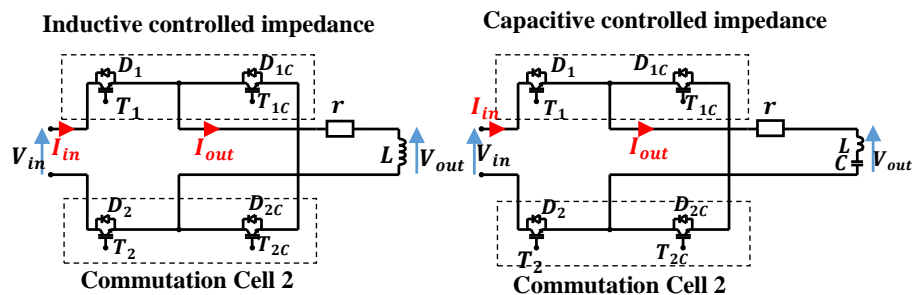 Inductive controlled impedance
D1
D1C
T1
T1C
Iin
Iout
r
Vin
L
Vout
D2
D2C
T2
T2C
Commutation Cell 2
Capacitive controlled impedance
D1
D1C
T1
T1C
Iin
Iout
r
Vin
L
C
Vout
D2
D2C
T2
T2C
Commutation Cell 2